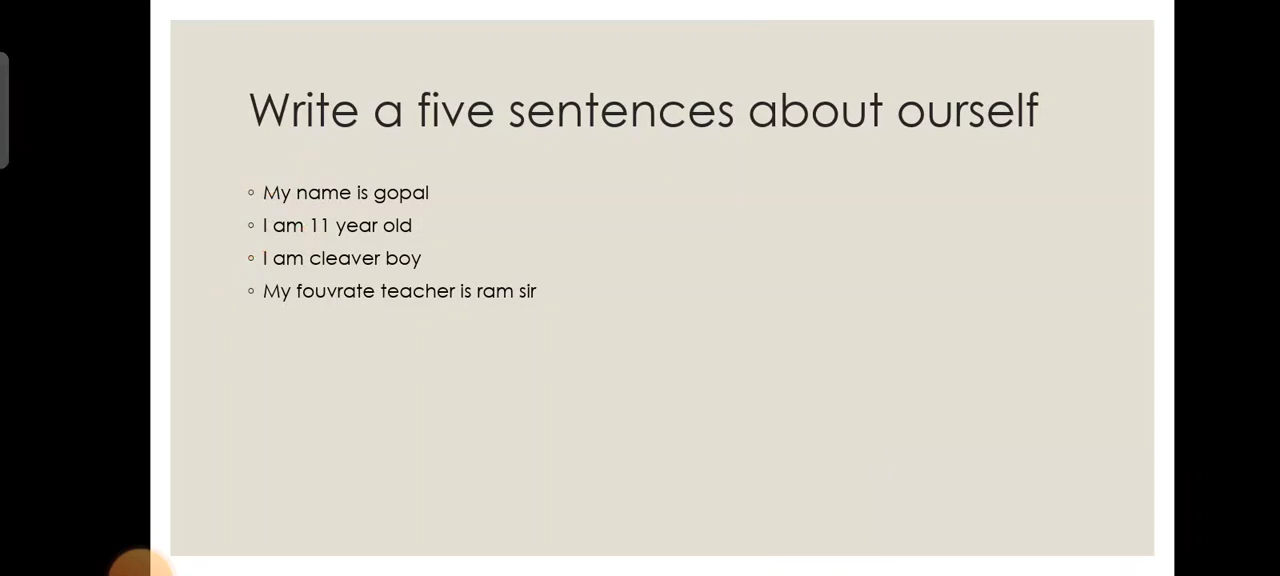 Write a five sentences about ourself
◦ My name is gopal
◦ I am 11 year old
◦ I am cleaver boy
◦ My fouvrate teacher is ram sir